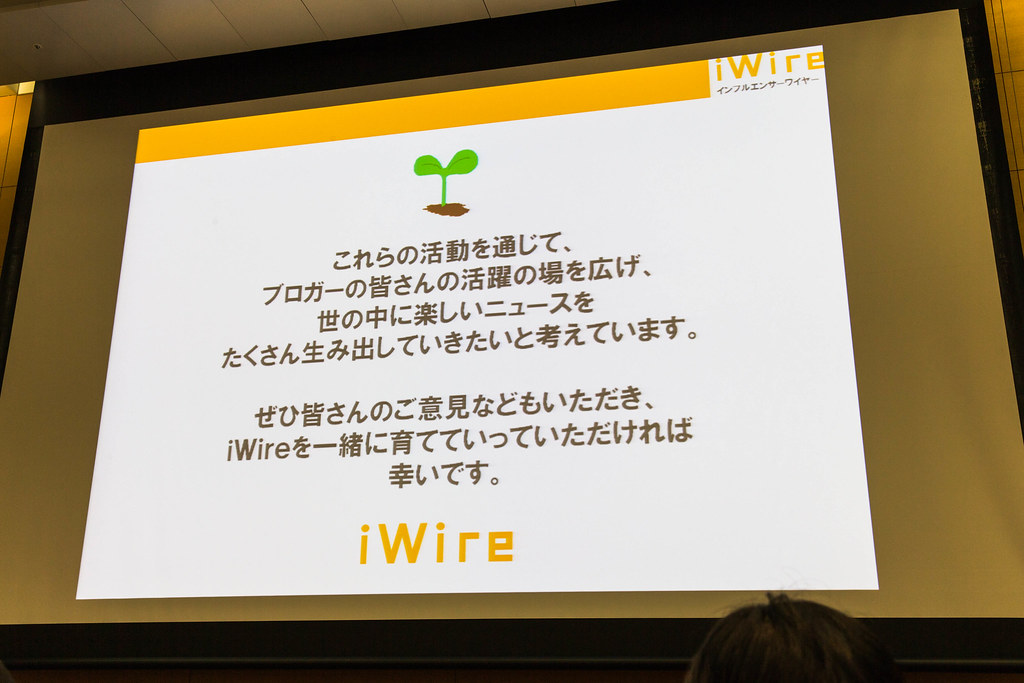 iWire
インフルエンサーワイヤー
これらの活動を通じて、
ブロガーの皆さんの活躍の場を広げ、
世の中に楽しいニュースを
たくさん生み出していきたいと考えています。
ぜひ皆さんのご意見などもいただき、
iWireを一緒に育てていっていただければ
幸いです。
iWire